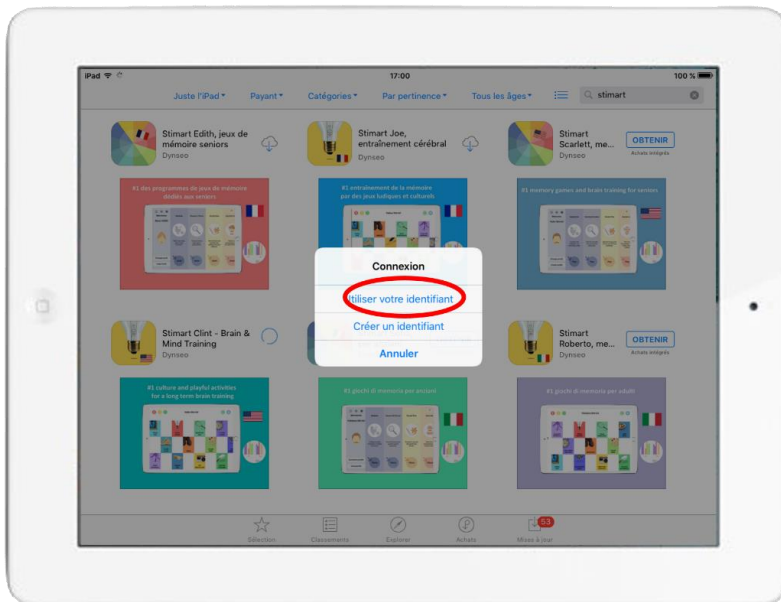 iPad
17:00
100 %
Juste l'iPad
Payant
Catégories
Par pertinence
Tous les âges
stimart
Stimart Edith, jeux de
mémoire seniors
Dynseo
Stimart Joe,
entraînement cérébral
Dynseo
Stimart
Scarlett, me...
Dynseo
OBTENIR
Achats intégrés
#1 des programmes de jeux de mémoire
dédiés aux seniors
#1 entraînement de la mémoire
par des jeux ludiques et culturels
#1 memory games and brain training for seniors
Connexion
tiliser votre identifiant
Créer un identifiant
Annuler
Stimart Clint - Brain &
Mind Training
Dynseo
Stimart
Roberto, me...
Dynseo
OBTENIR
Achats intégrés
#1 culture and playful activities
for a long term brain training
#1 giochi di memoria per anziani
#1 giochi di memoria per adulti
Sélection
Classements
Explorer
Achats
Mises à jour
53